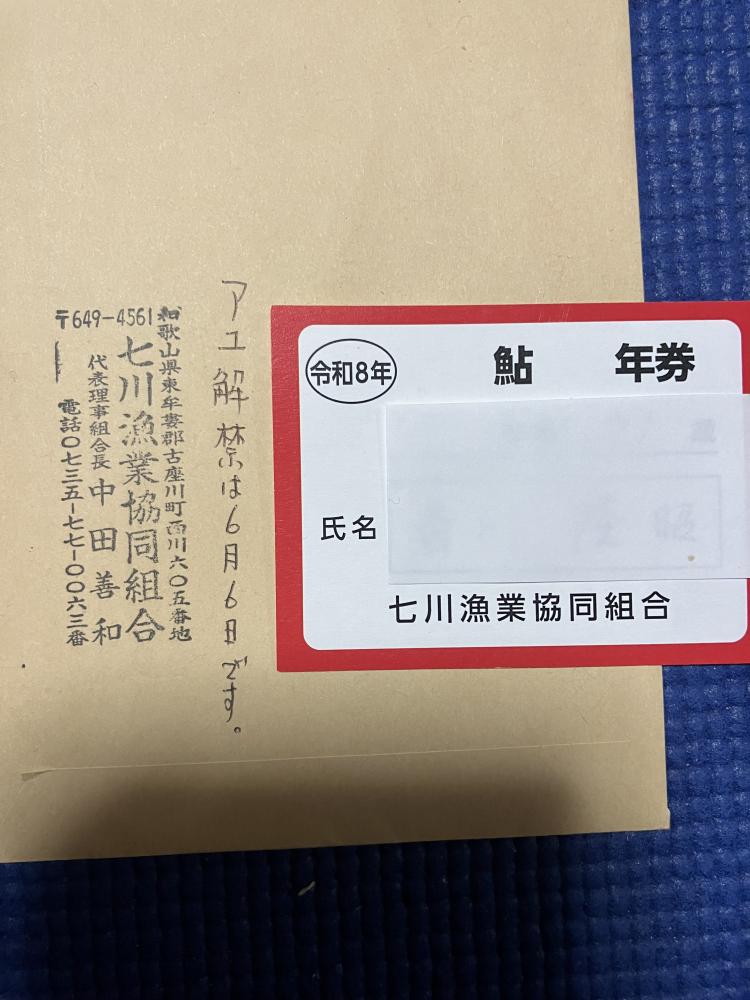 アユ解禁は6月6日です。
〒649-4561
和歌山県東牟婁郡古座川町西川六〇五番地
七川漁業協同組合
代表理事組合長 中田善和
電話〇七三五-七七-〇〇六三番
令和8年
鮎 年券
氏名
七川漁業協同組合